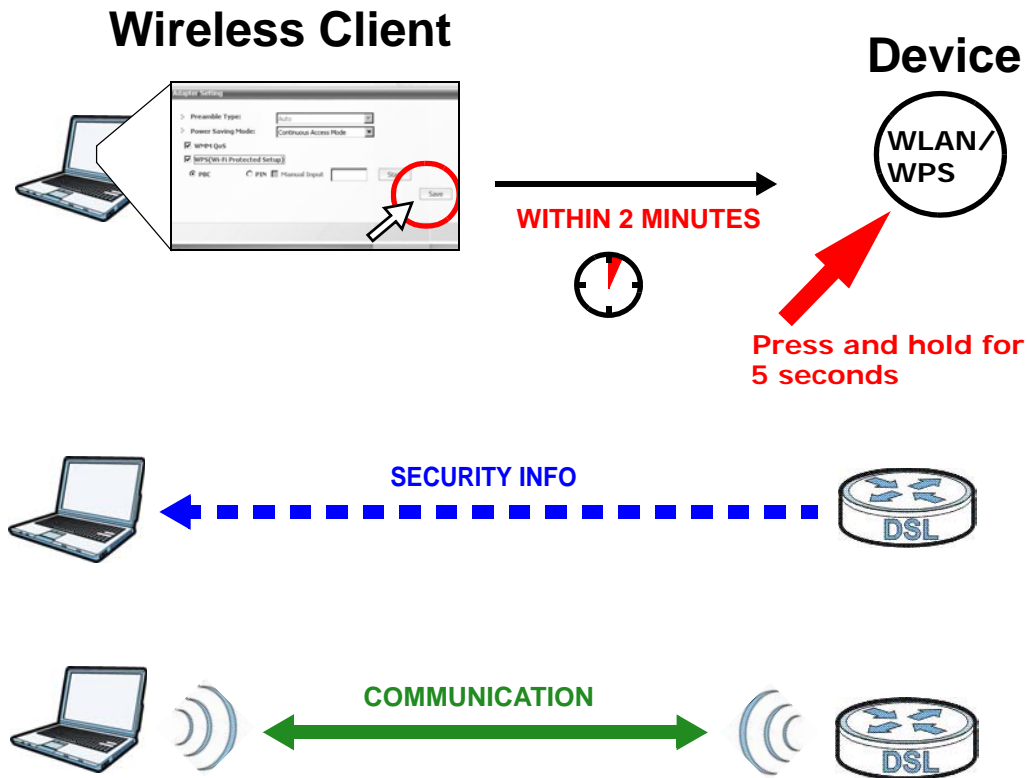 Wireless Client
Device
Adapter Setting
> Preamble Type: Auto
> Power Saving Mode: Continuous Access Mode
WMM QoS
WPS(Wi-Fi Protected Setup)
PBC PIN Manual Input
Save
WLAN/
WPS
WITHIN 2 MINUTES
Press and hold for
5 seconds
SECURITY INFO
DSL
COMMUNICATION
DSL